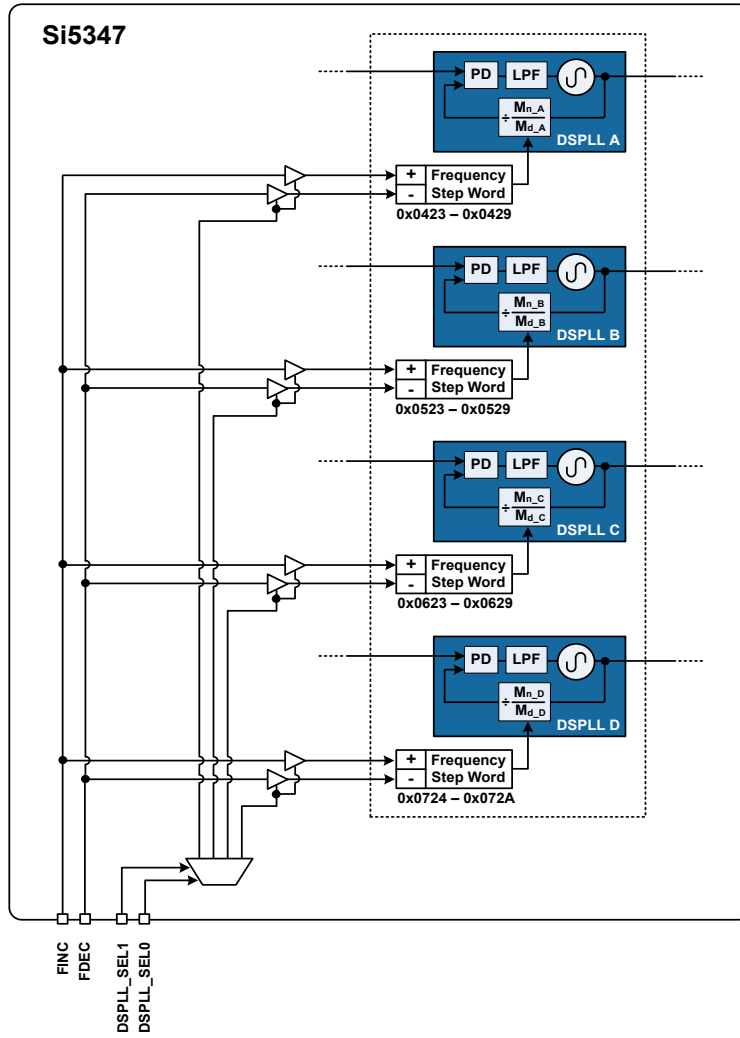 Si5347
PD LPF
÷ Mn_A
Md_A
DSPLL A
+ Frequency
- Step Word
0x0423 – 0x0429
PD LPF
÷ Mn_B
Md_B
DSPLL B
+ Frequency
- Step Word
0x0523 – 0x0529
PD LPF
÷ Mn_C
Md_C
DSPLL C
+ Frequency
- Step Word
0x0623 – 0x0629
PD LPF
÷ Mn_D
Md_D
DSPLL D
+ Frequency
- Step Word
0x0724 – 0x072A
FINC
FDEC
DSPLL_SEL1
DSPLL_SEL0